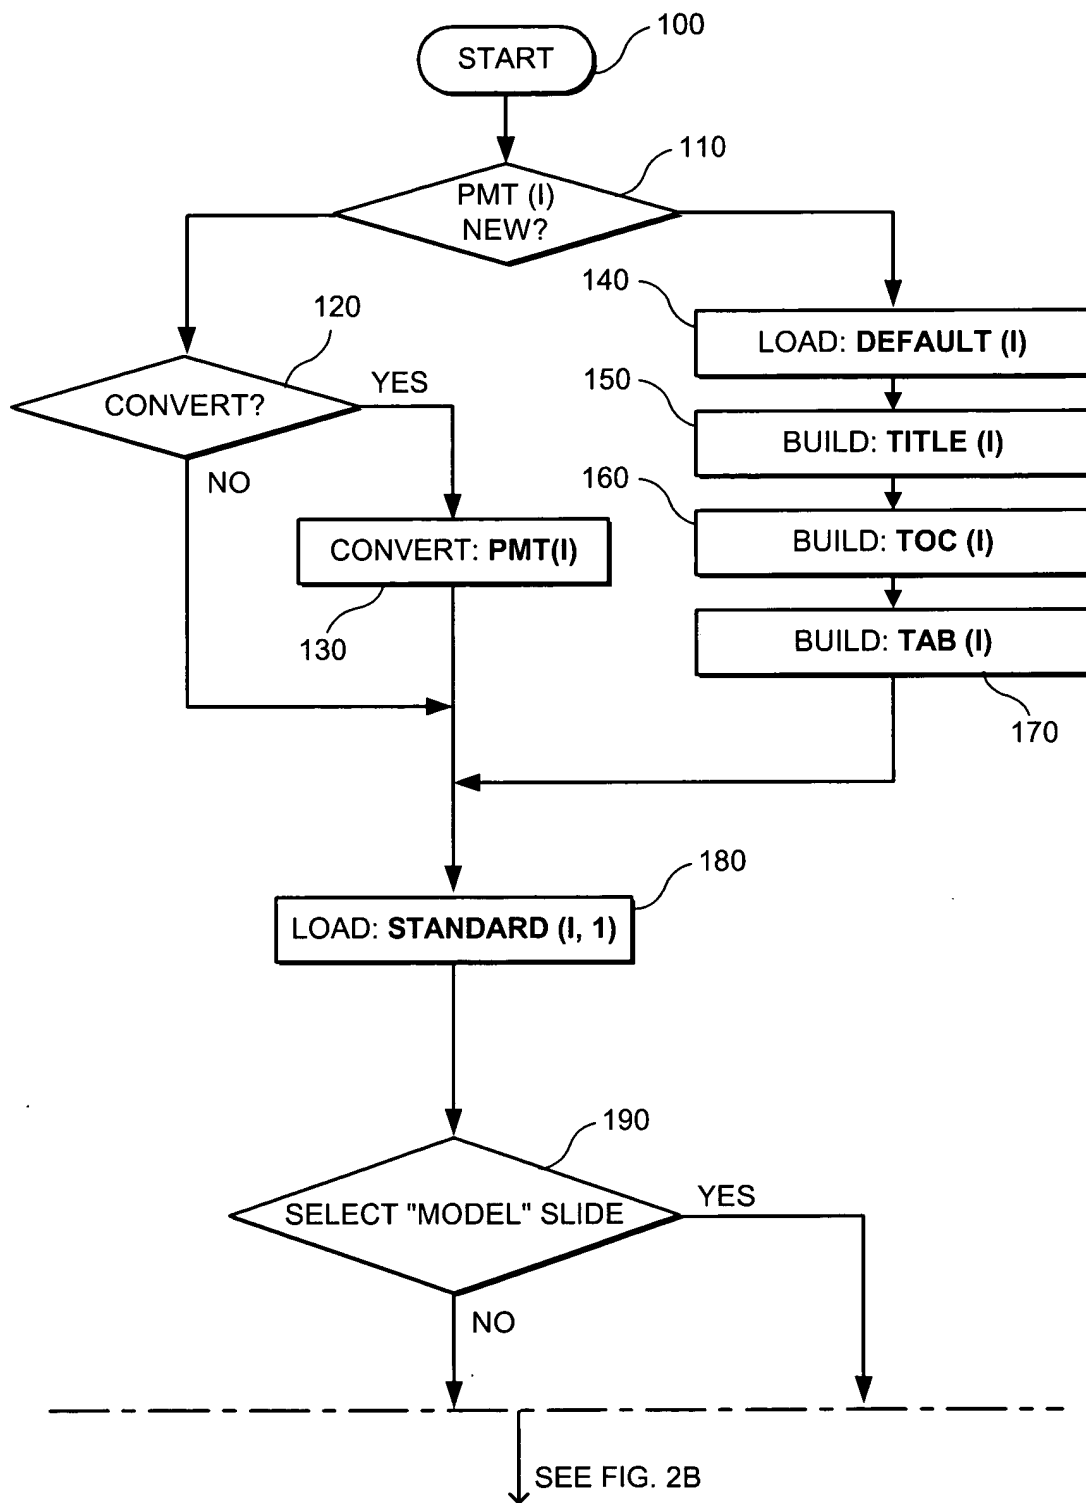 100
START
110
PMT (I)
NEW?
140
LOAD: DEFAULT (I)
120
CONVERT?
YES
NO
150
BUILD: TITLE (I)
160
BUILD: TOC (I)
CONVERT: PMT(I)
130
BUILD: TAB (I)
170
180
LOAD: STANDARD (I, 1)
190
SELECT "MODEL" SLIDE
YES
NO
SEE FIG. 2B